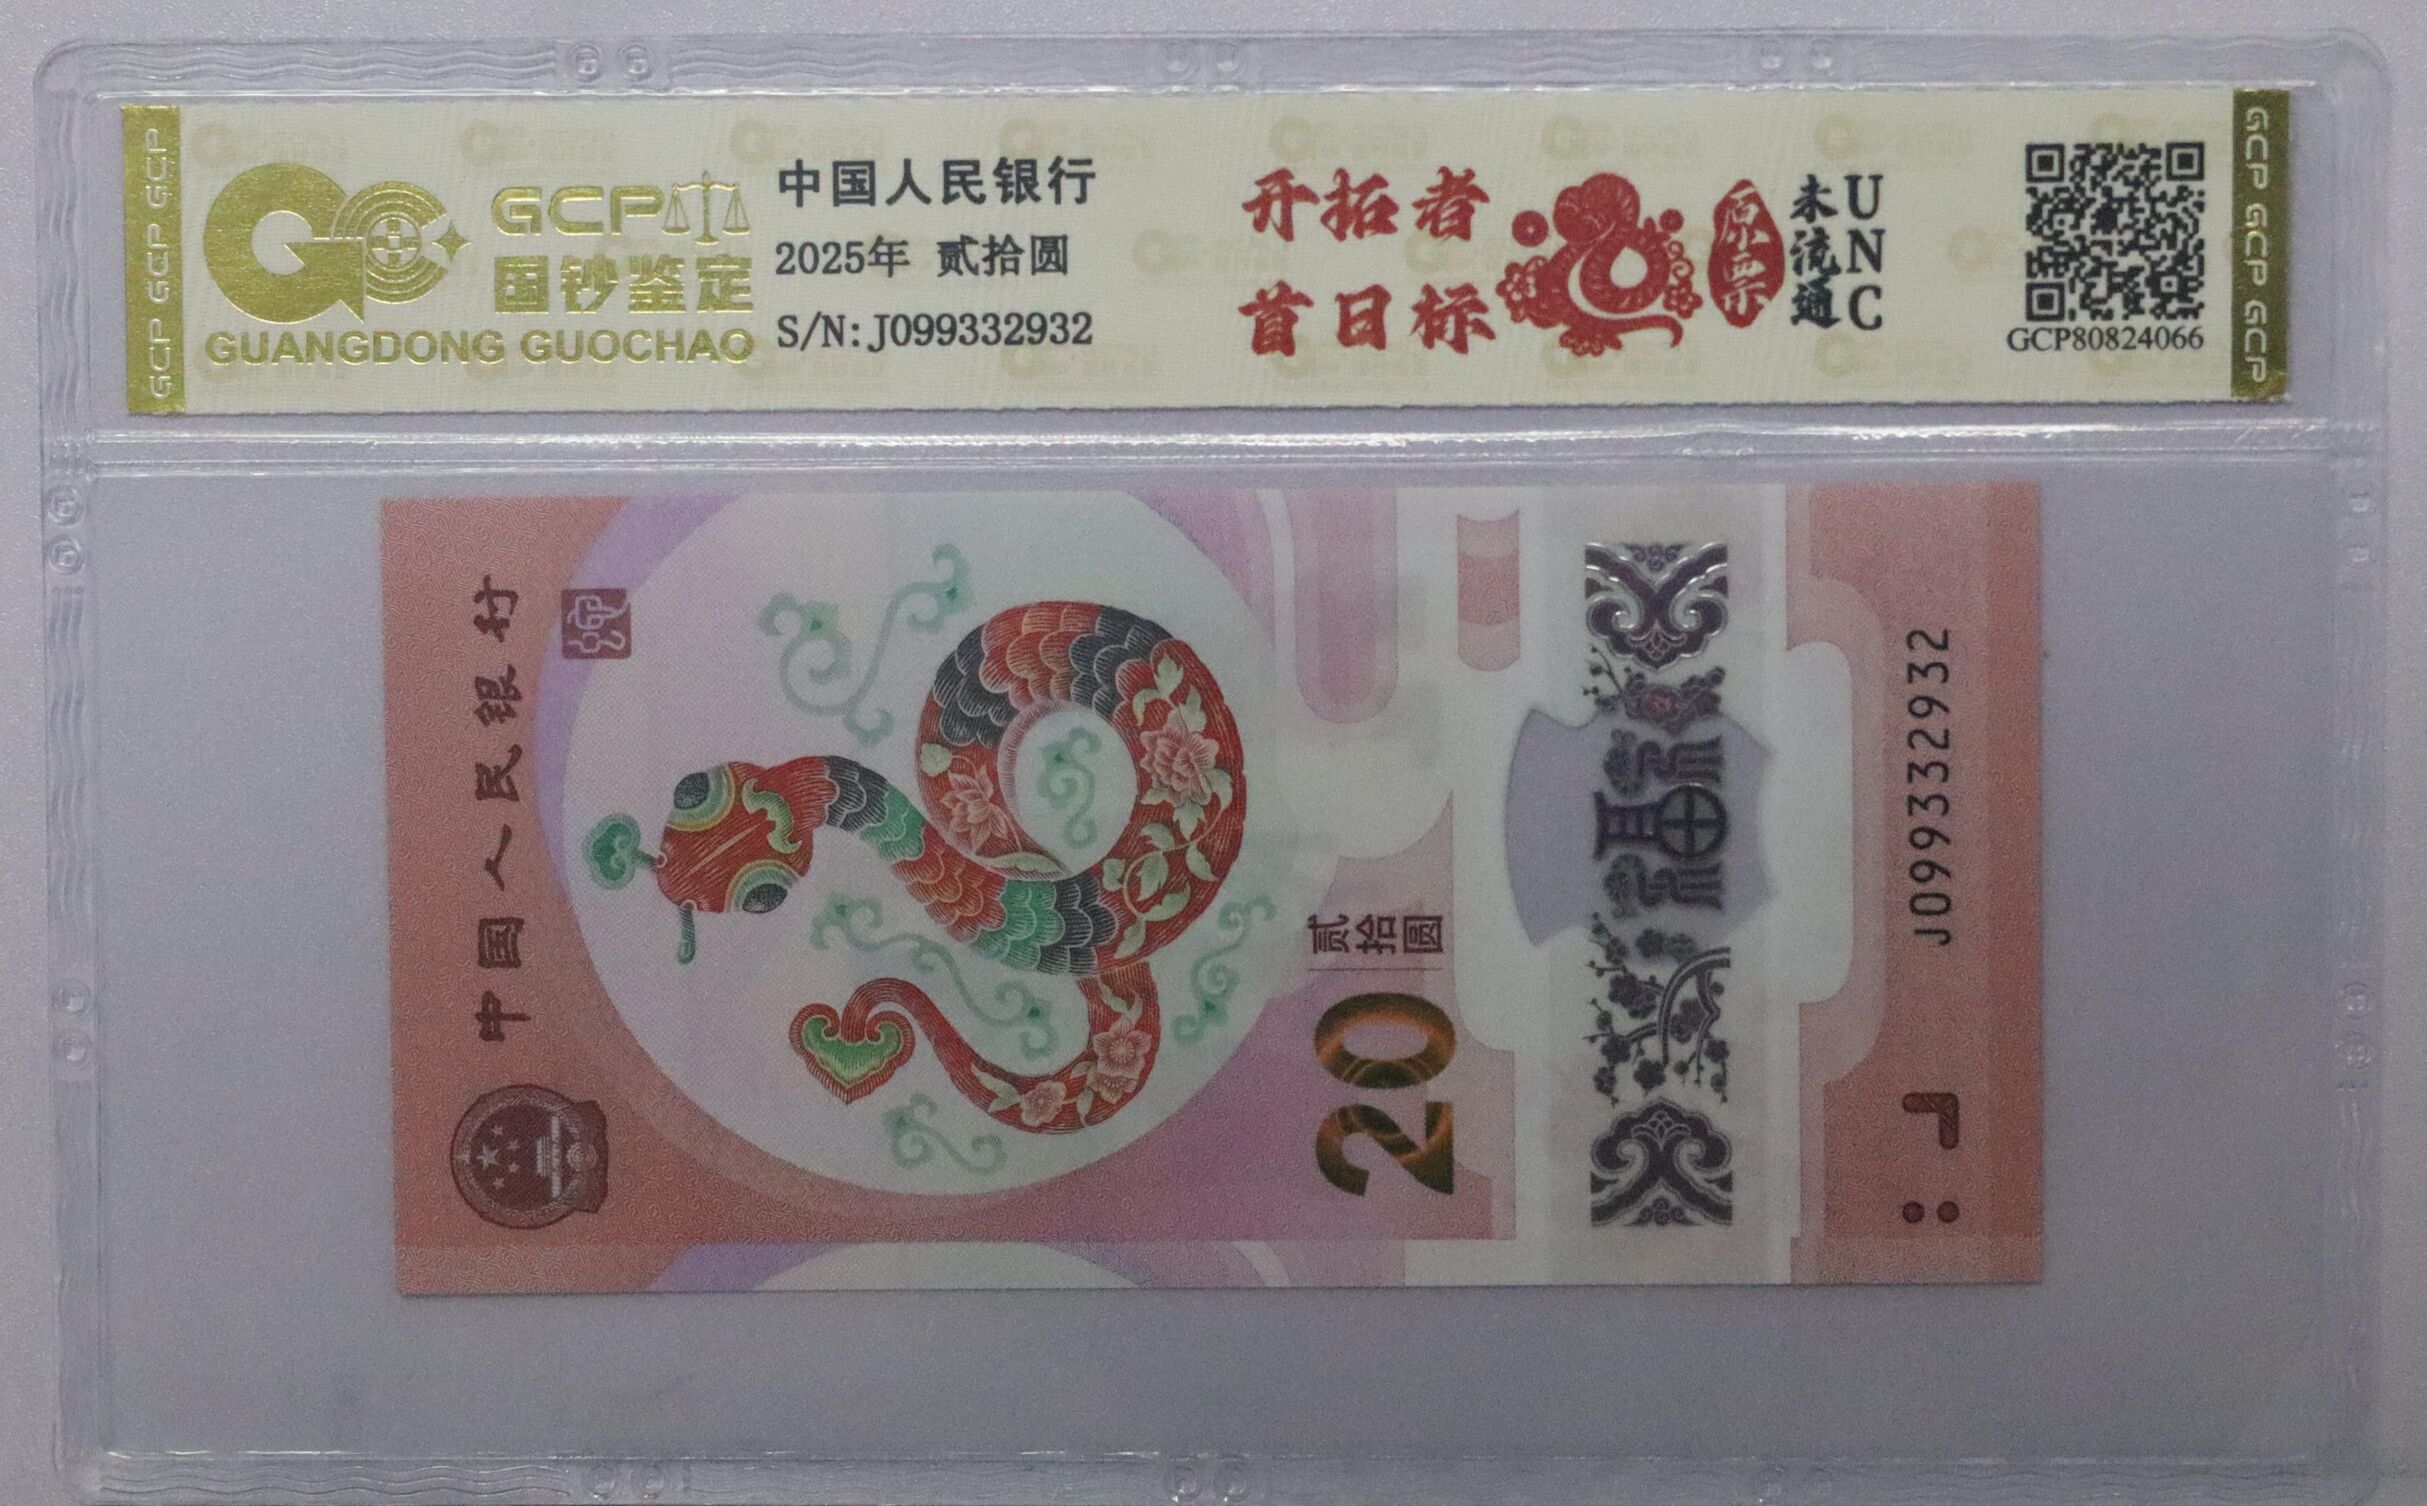 GCP GCP GCP
GCP
国钞鉴定
GUANGDONG GUOCHAO
中国人民银行
2025年 贰拾圆
S/N:J099332932
开拓者
首日标
原票
未流通
UNC
GCP80824066
GCP GCP GCP
中国人民银行
贰拾圆
20
福
J099332932